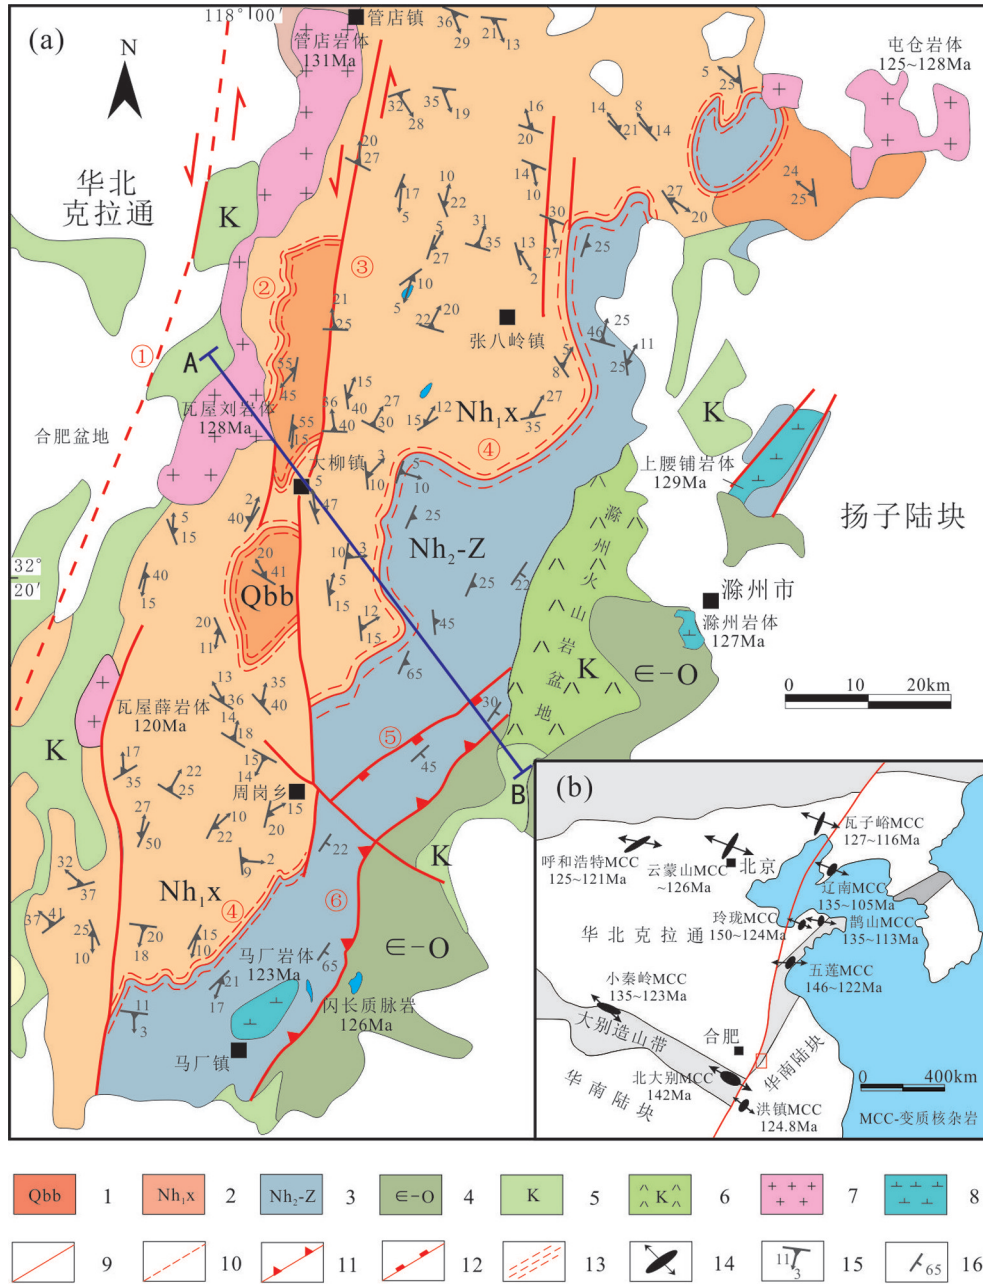 (a)
118°00′
N
管店镇
管店岩体
131Ma
屯仓岩体
125~128Ma
华北
克拉通
K
①
②
③
A
张八岭镇
合肥盆地
瓦屋刘岩体
128Ma
Nh₁x
④
大柳镇
K
上腰铺岩体
129Ma
扬子陆块
32°
20′
Nh₂-Z
Qbb
滁州火山岩盆地
K
滁州市
滁州岩体
127Ma
∈-O
0 10 20km
瓦屋薛岩体
120Ma
K
⑤
周岗乡
B
K
Nh₁x
④
⑥
∈-O
马厂岩体
123Ma
闪长质脉岩
126Ma
马厂镇
(b)
瓦子峪MCC
127~116Ma
呼和浩特MCC
125~121Ma
云蒙山MCC
~126Ma
北京
辽南MCC
135~105Ma
玲珑MCC
150~124Ma
鹊山MCC
135~113Ma
华北克拉通
五莲MCC
146~122Ma
小秦岭MCC
135~123Ma
大别造山带
合肥
华南陆块
北大别MCC
142Ma
华南陆块
洪镇MCC
124.8Ma
0 400km
MCC-变质核杂岩
Qbb 1 Nh₁x 2 Nh₂-Z 3 ∈-O 4 K 5 K 6 7 8
9 10 11 12 13 14 11 3 15 65 16